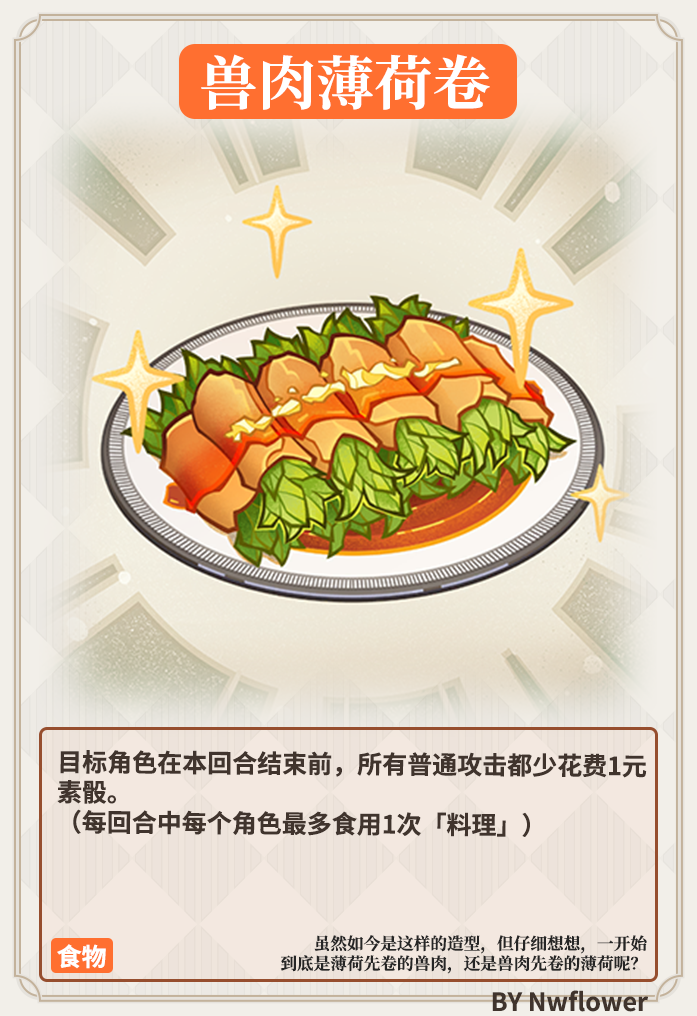 兽肉薄荷卷
目标角色在本回合结束前，所有普通攻击都少花费1元
素骰。
（每回合中每个角色最多食用1次「料理」）
虽然如今是这样的造型，但仔细想想，一开始
到底是薄荷先卷的兽肉，还是兽肉先卷的薄荷呢？
食物
BY Nwflower